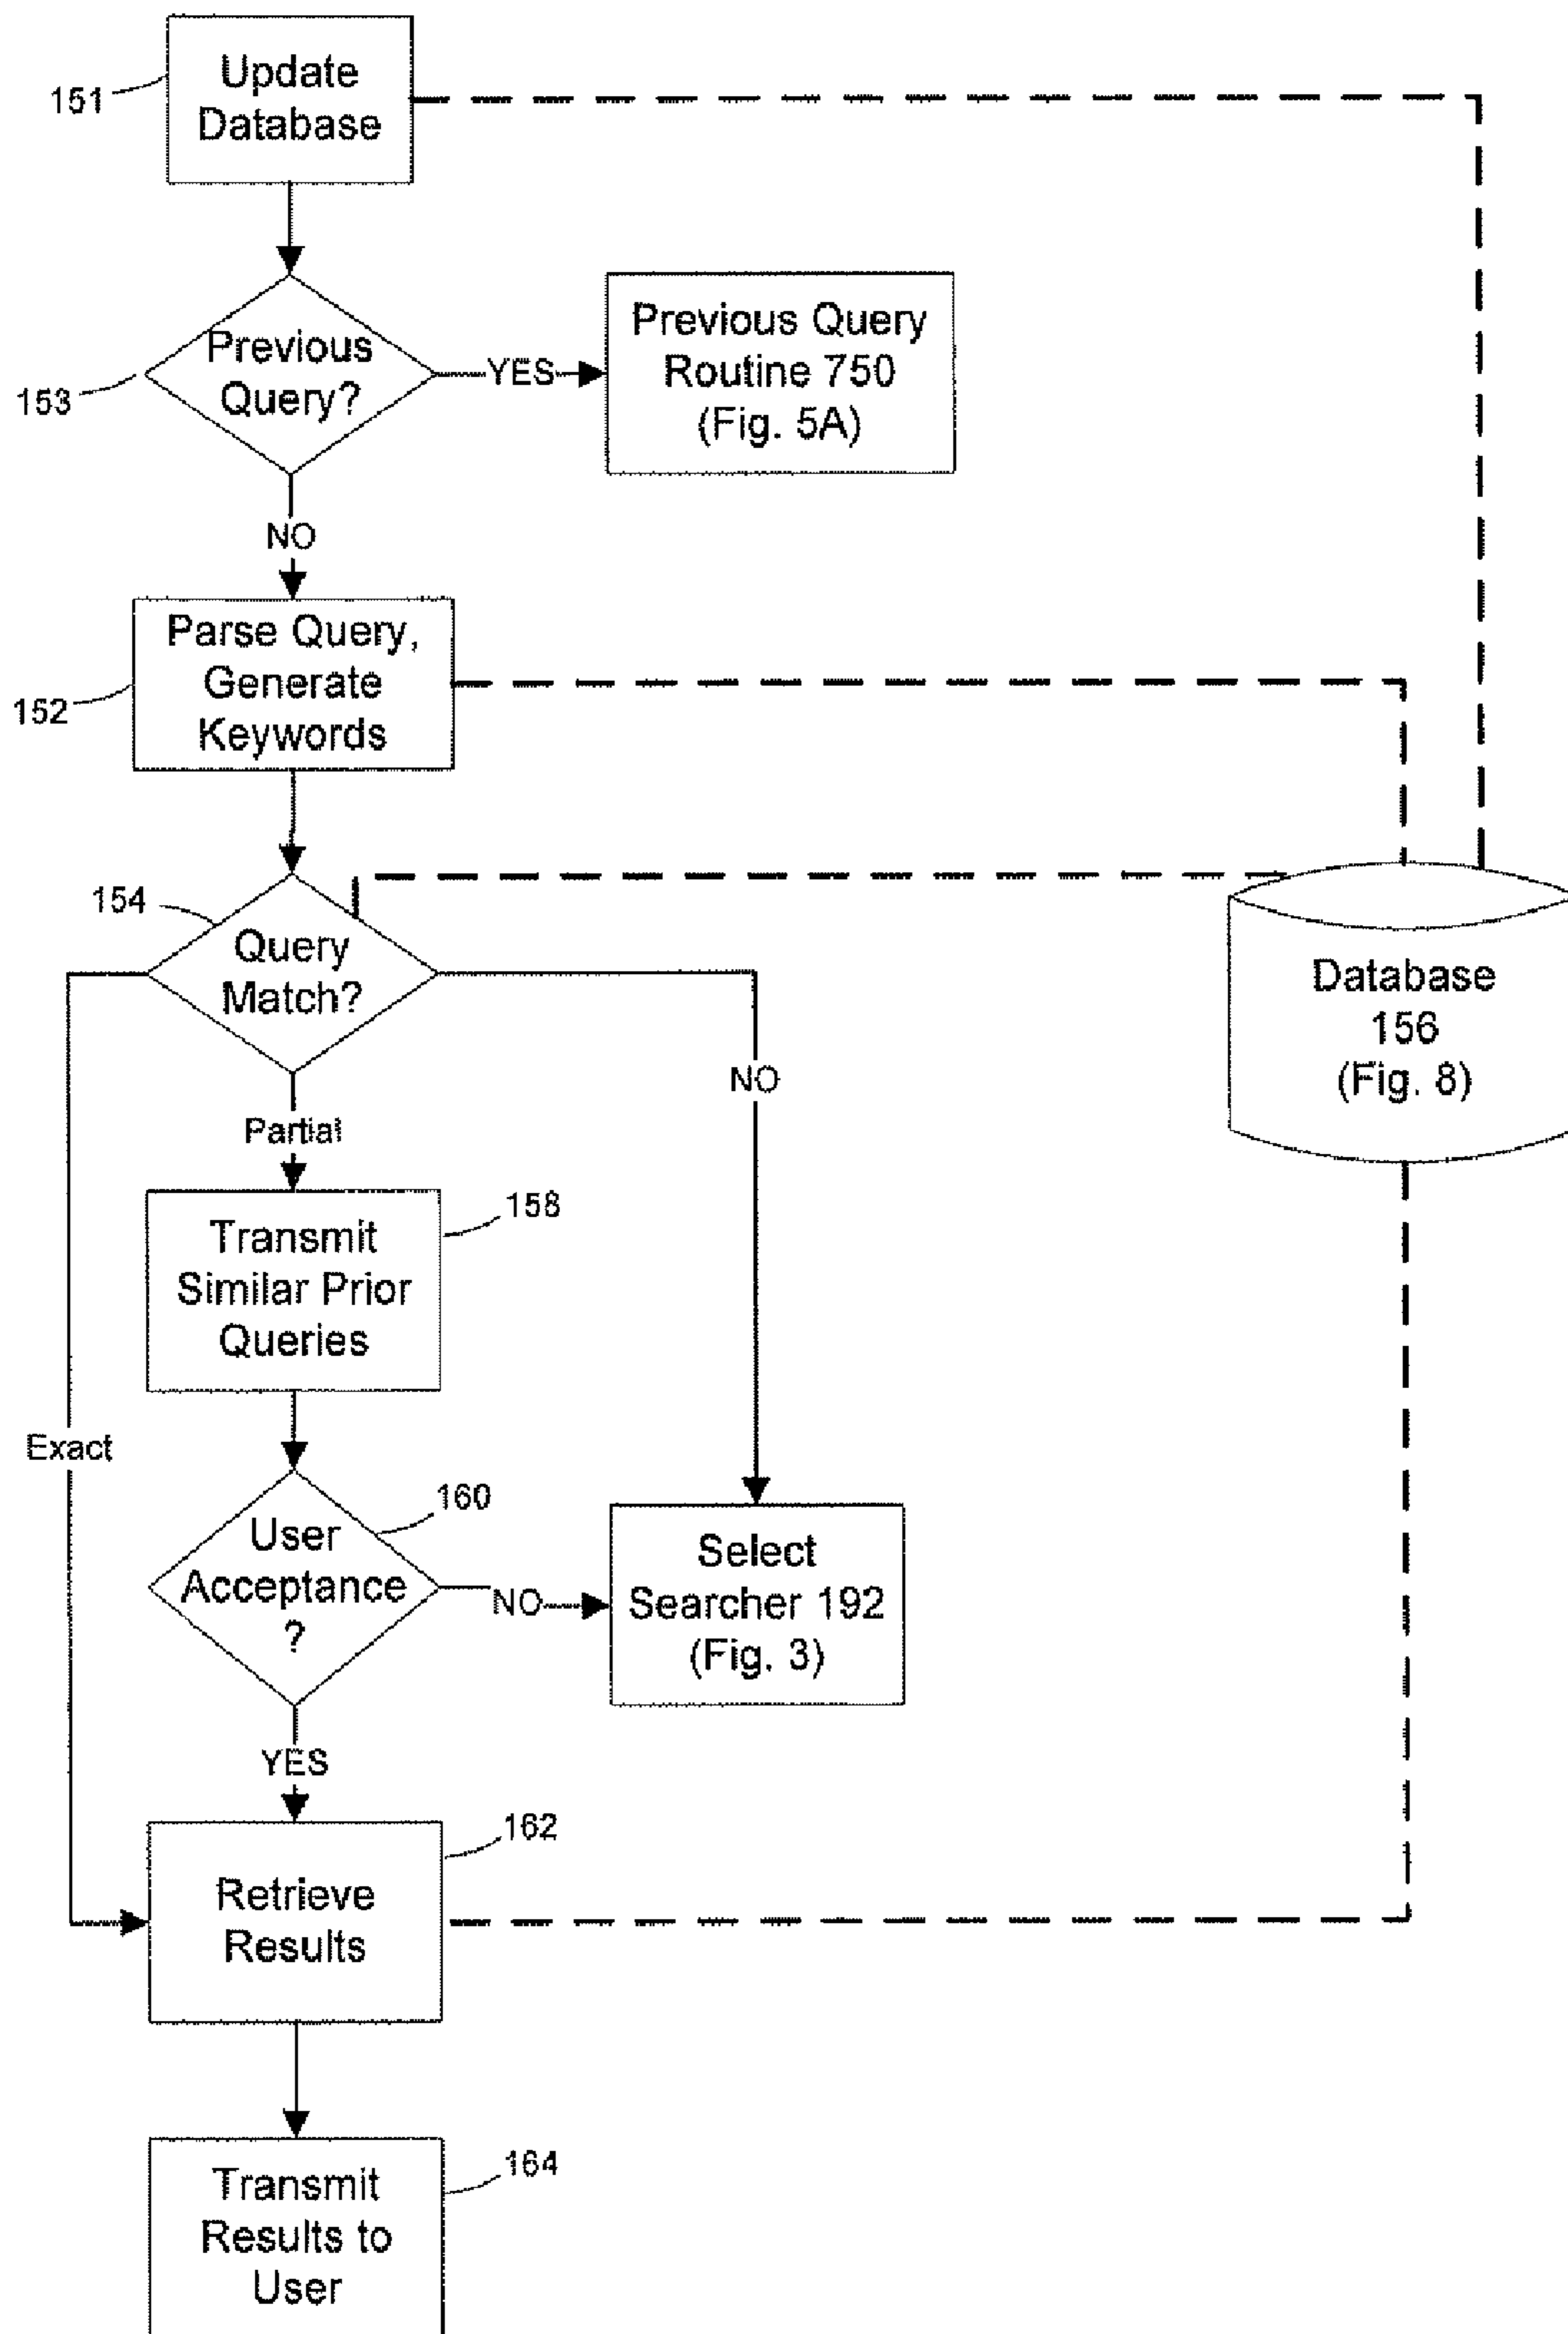 Update
Database
151
Previous
Query?
153
YES
Previous Query
Routine 750
(Fig. 5A)
NO
Parse Query,
Generate
Keywords
152
154
Query
Match?
Database
156
(Fig. 8)
NO
Partial
158
Transmit
Similar Prior
Queries
Exact
160
User
Acceptance
?
NO
Select
Searcher 192
(Fig. 3)
YES
162
Retrieve
Results
164
Transmit
Results to
User